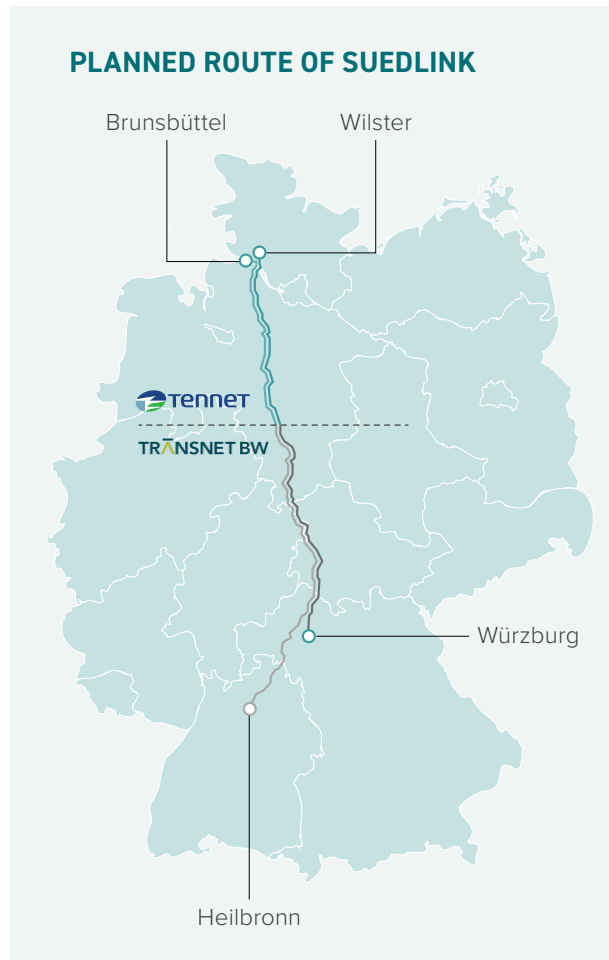 PLANNED ROUTE OF SUEDLINK
Brunsbüttel
Wilster
TENNET
TRANSNET BW
Würzburg
Heilbronn